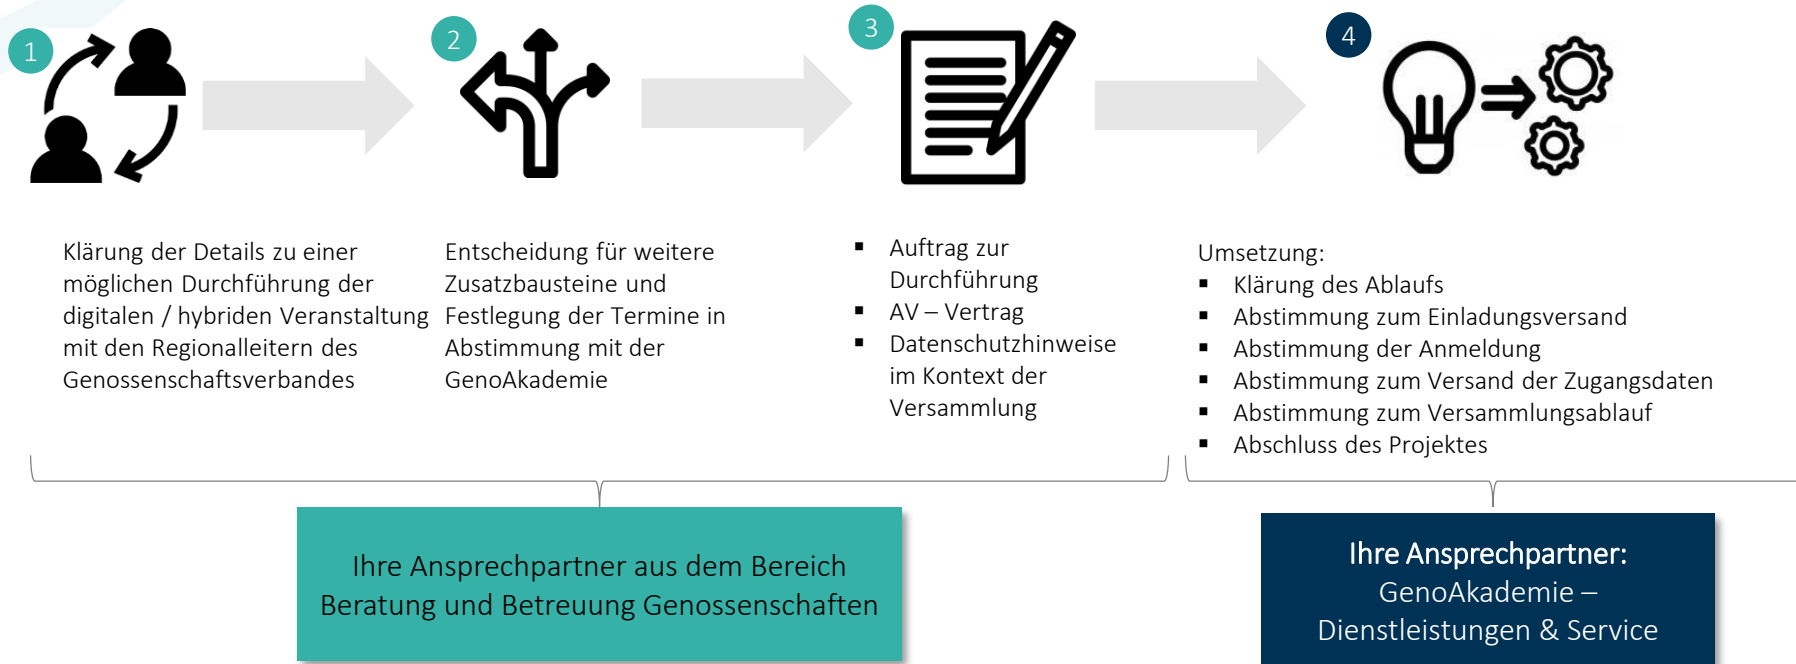 1
2
3
4
Klärung der Details zu einer
möglichen Durchführung der
digitalen / hybriden Veranstaltung
mit den Regionalleitern des
Genossenschaftsverbandes
Entscheidung für weitere
Zusatzbausteine und
Festlegung der Termine in
Abstimmung mit der
GenoAkademie
▪ Auftrag zur
Durchführung
▪ AV – Vertrag
▪ Datenschutzhinweise
im Kontext der
Versammlung
Umsetzung:
▪ Klärung des Ablaufs
▪ Abstimmung zum Einladungsversand
▪ Abstimmung der Anmeldung
▪ Abstimmung zum Versand der Zugangsdaten
▪ Abstimmung zum Versammlungsablauf
▪ Abschluss des Projektes
Ihre Ansprechpartner aus dem Bereich
Beratung und Betreuung Genossenschaften
Ihre Ansprechpartner:
GenoAkademie –
Dienstleistungen & Service